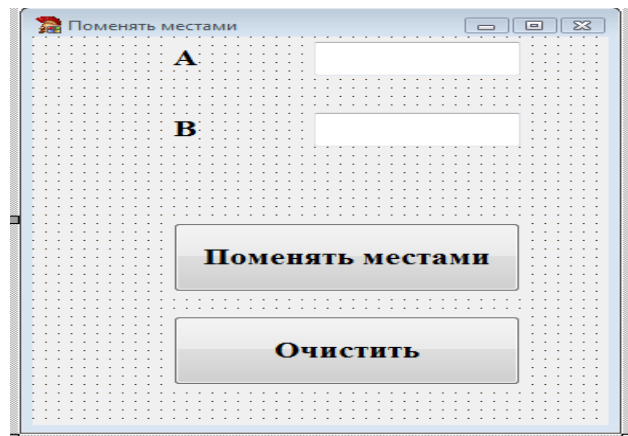 Поменять местами
A
B
Поменять местами
Очистить